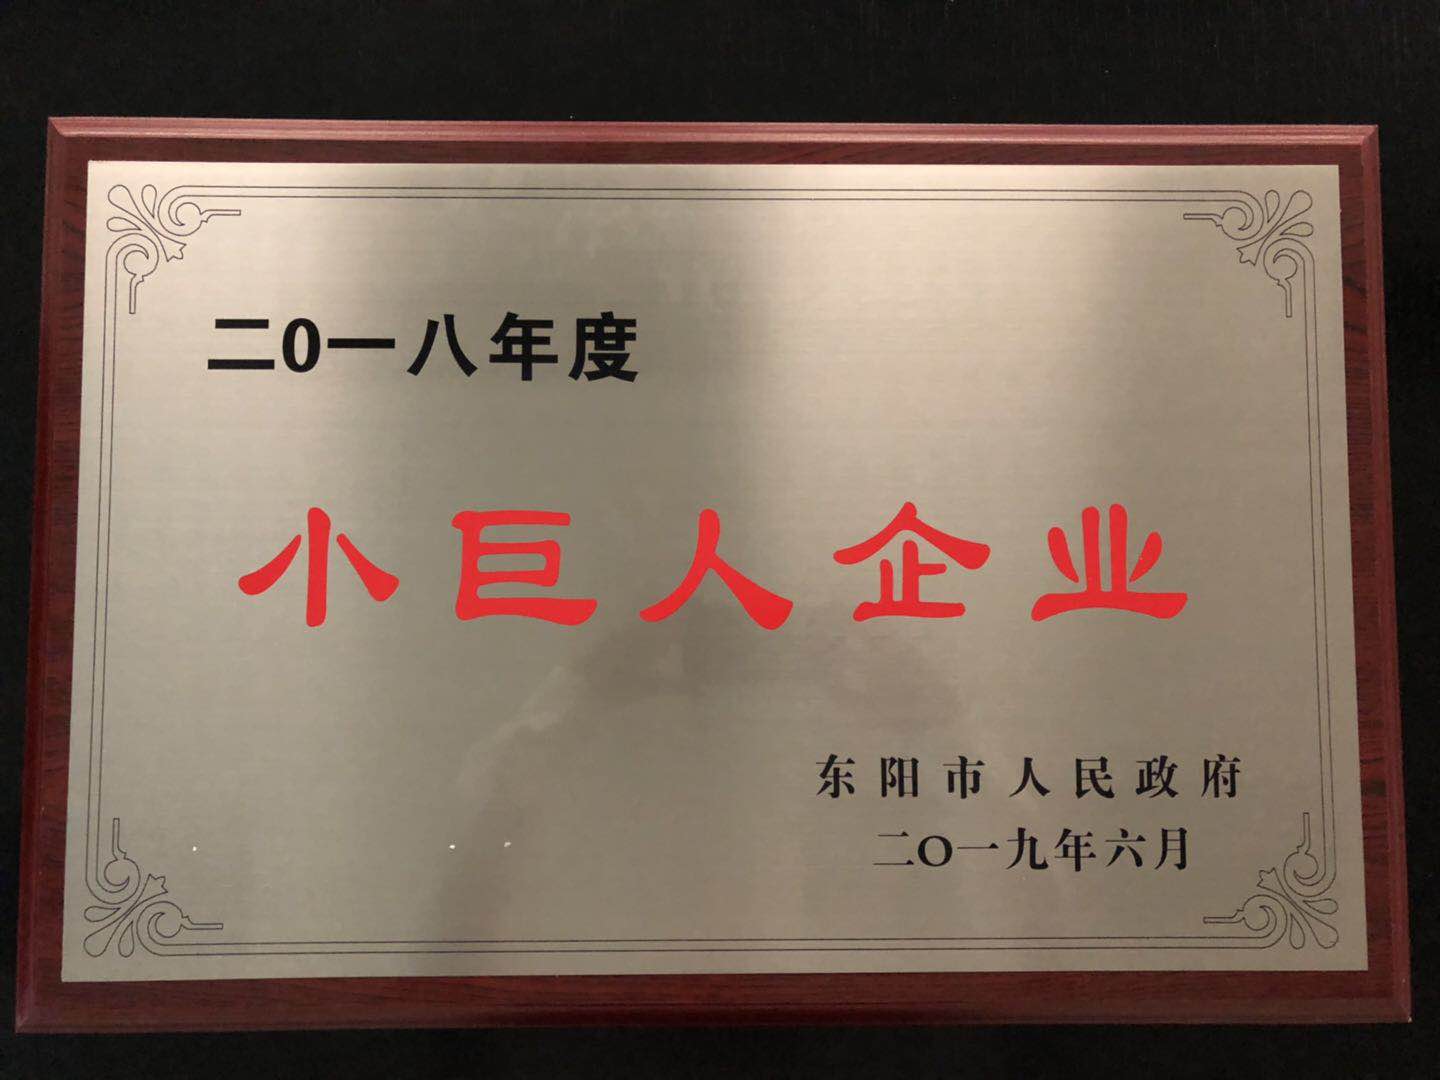 二0一八年度
小巨人企业
东阳市人民政府
二〇一九年六月